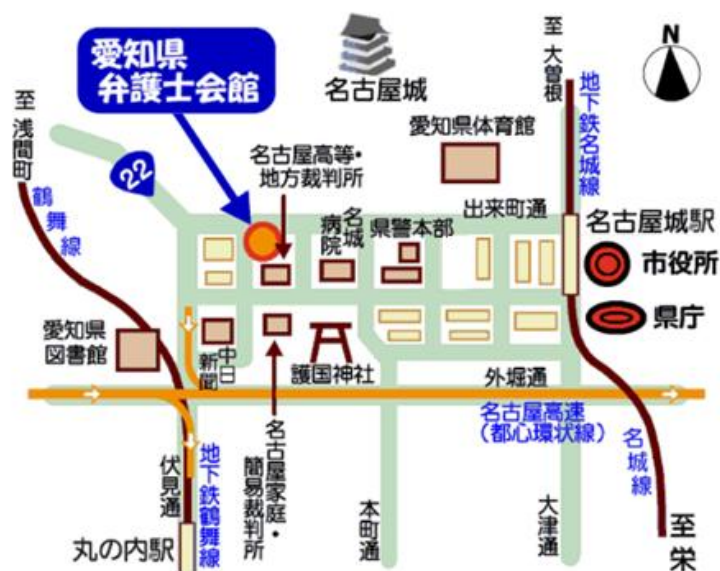 愛知県
弁護士会館
名古屋城
N
至 大曽根
地下鉄名城線
至 浅間町
鶴舞線
22
愛知県体育館
名古屋高等・
地方裁判所
名城
病院
県警本部
出来町通
名古屋城駅
市役所
県庁
愛知県
図書館
中日
新聞
護国神社
外堀通
名古屋高速
(都心環状線)
名城線
伏見通
地下鉄鶴舞線
名古屋家庭・
簡易裁判所
本町通
大津通
丸の内駅
至栄